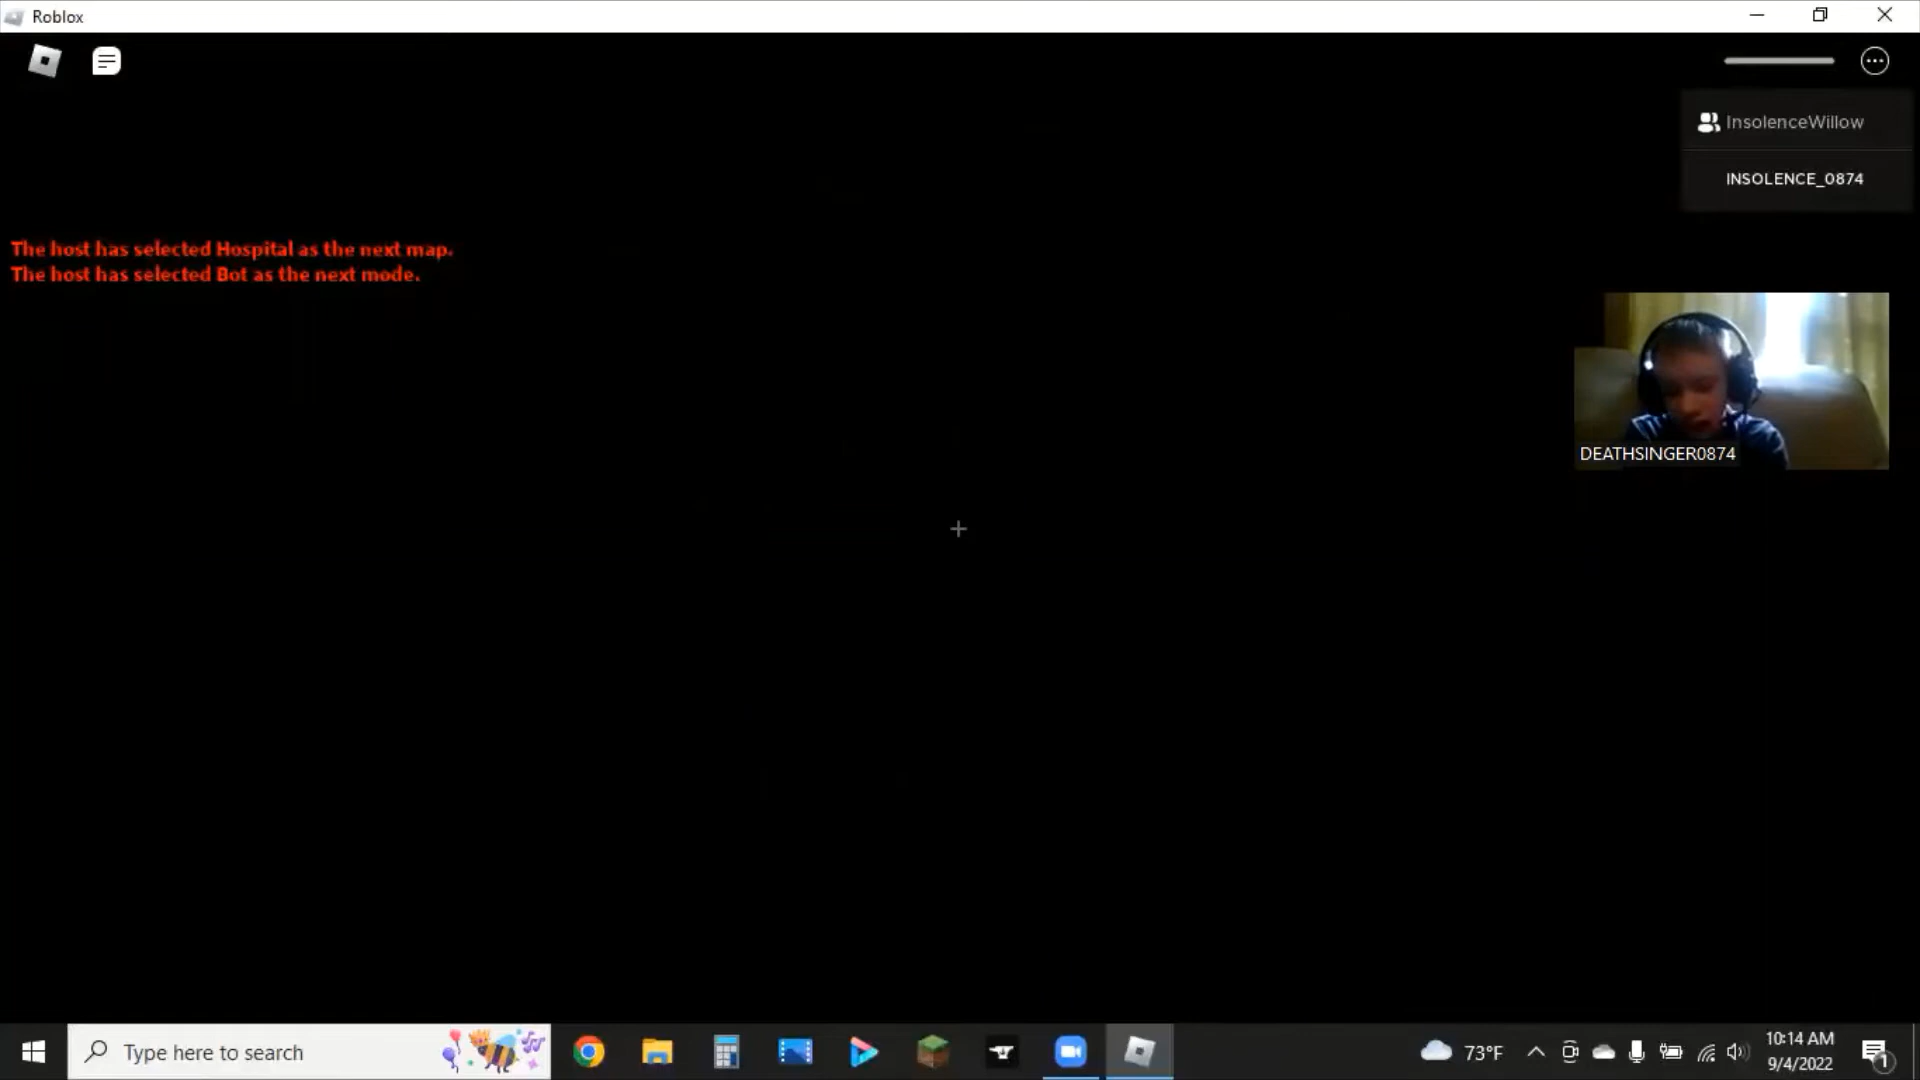 Roblox
InsolenceWillow
INSOLENCE_0874
The host has selected Hospital as the next map.
The host has selected Bot as the next mode.
DEATHSINGER0874
Type here to search
73°F
10:14 AM
9/4/2022
1